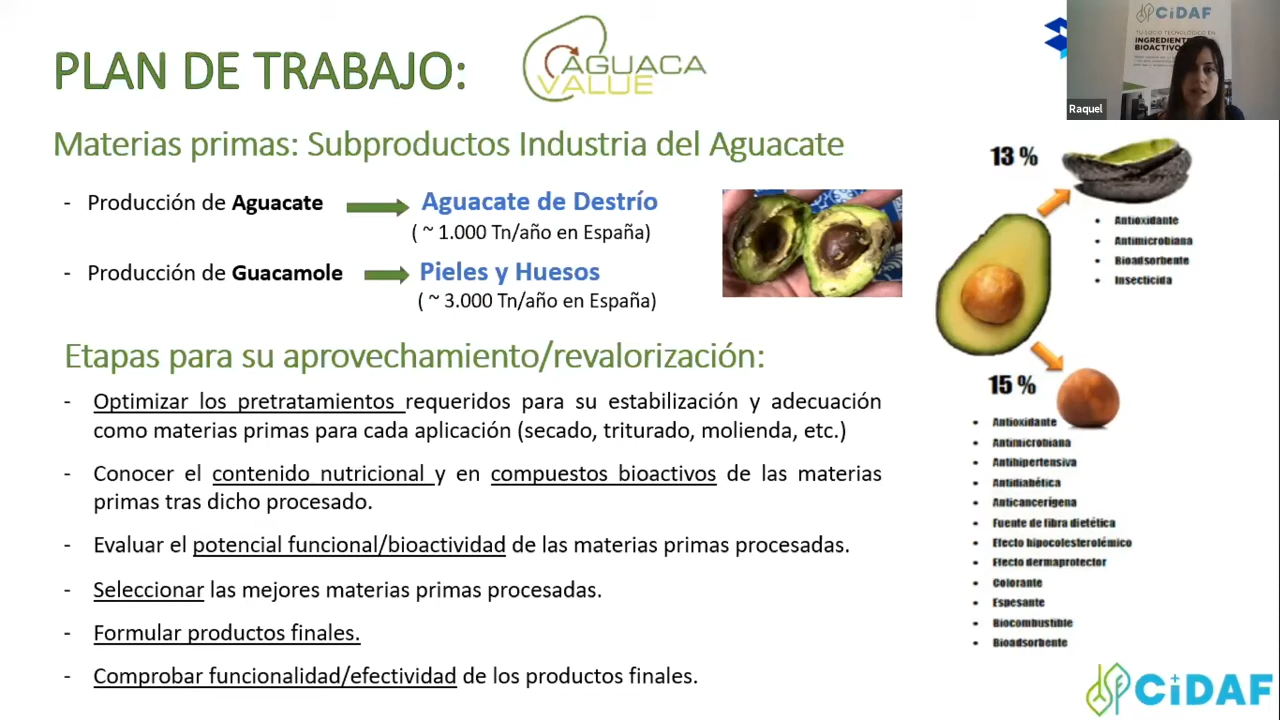 PLAN DE TRABAJO:
AGUACA
VALUE
CiDAF
TU SOCIO TECNOLÓGICO EN
BIOACTIVO
Raquel
Materias primas: Subproductos Industria del Aguacate
- Producción de Aguacate
Aguacate de Destrío
( ~ 1.000 Tn/año en España)
- Producción de Guacamole
Pieles y Huesos
( ~ 3.000 Tn/año en España)
13 %
• Antioxidante
• Antimicrobiana
• Bioadsorbente
• Insecticida
Etapas para su aprovechamiento/revalorización:
- Optimizar los pretratamientos requeridos para su estabilización y adecuación
como materias primas para cada aplicación (secado, triturado, molienda, etc.)
- Conocer el contenido nutricional y en compuestos bioactivos de las materias
primas tras dicho procesado.
- Evaluar el potencial funcional/bioactividad de las materias primas procesadas.
- Seleccionar las mejores materias primas procesadas.
- Formular productos finales.
- Comprobar funcionalidad/efectividad de los productos finales.
15 %
• Antioxidante
• Antimicrobiana
• Antihipertensiva
• Antidiabética
• Anticancerígena
• Fuente de fibra dietética
• Efecto hipocolesterolémico
• Efecto dermaprotector
• Colorante
• Espesante
• Biocombustible
• Bioadsorbente
CiDAF